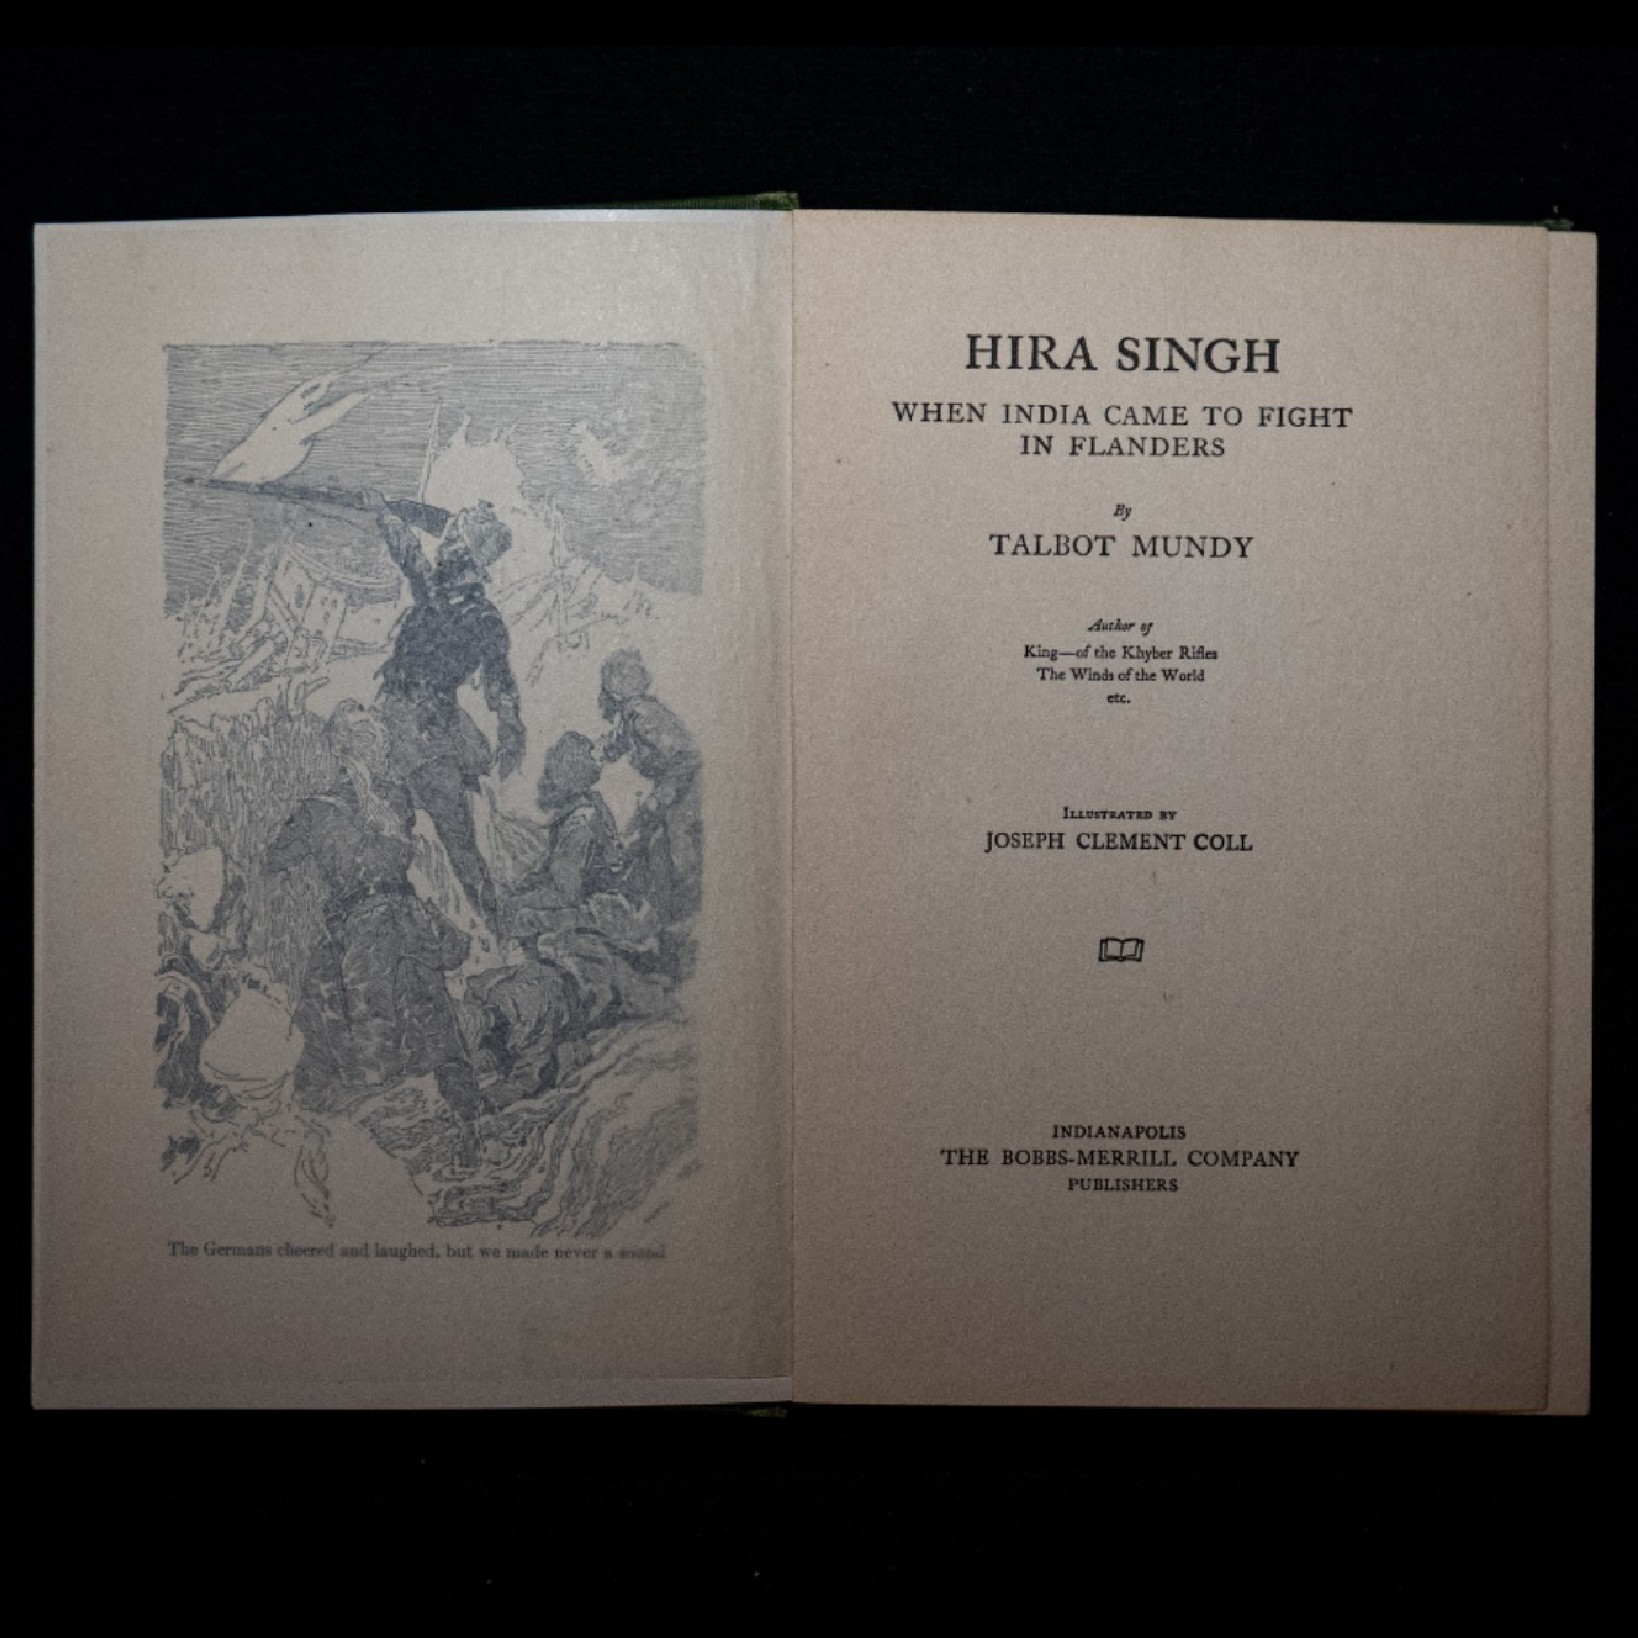 The Germans cheered and laughed, but we made never a sound
HIRA SINGH
WHEN INDIA CAME TO FIGHT
IN FLANDERS
By
TALBOT MUNDY
Author of
King—of the Khyber Rifles
The Winds of the World
etc.
ILLUSTRATED BY
JOSEPH CLEMENT COLL
INDIANAPOLIS
THE BOBBS-MERRILL COMPANY
PUBLISHERS